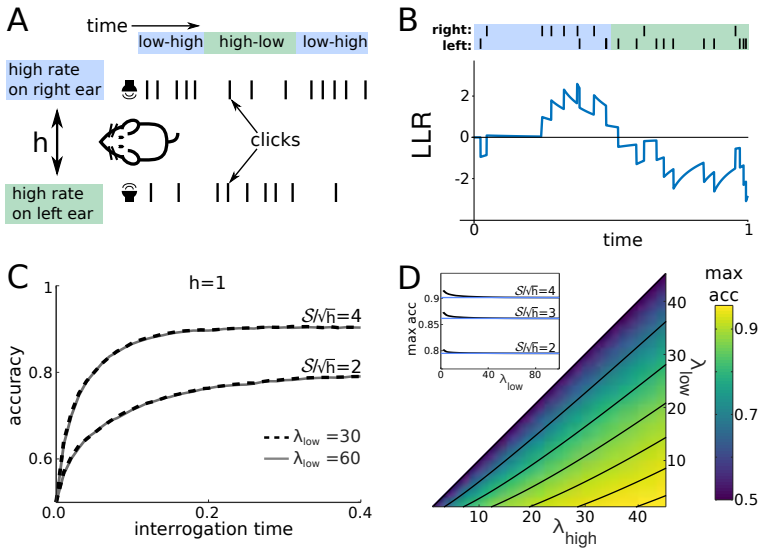 A
time
low-high high-low low-high
high rate
on right ear
h
clicks
high rate
on left ear
B
right:
left:
LLR
2
0
-2
0
1
time
C
h=1
accuracy
1
0.8
0.6
S/√h=4
S/√h=2
λlow =30
λlow =60
0.0 0.2 0.4
interrogation time
D
max acc
0.9
0.85
0.8
S/√h=4
S/√h=3
S/√h=2
0 40 80
λlow
max
acc
40
30
20
10
λlow
10 20 30 40
λhigh
0.9
0.7
0.5